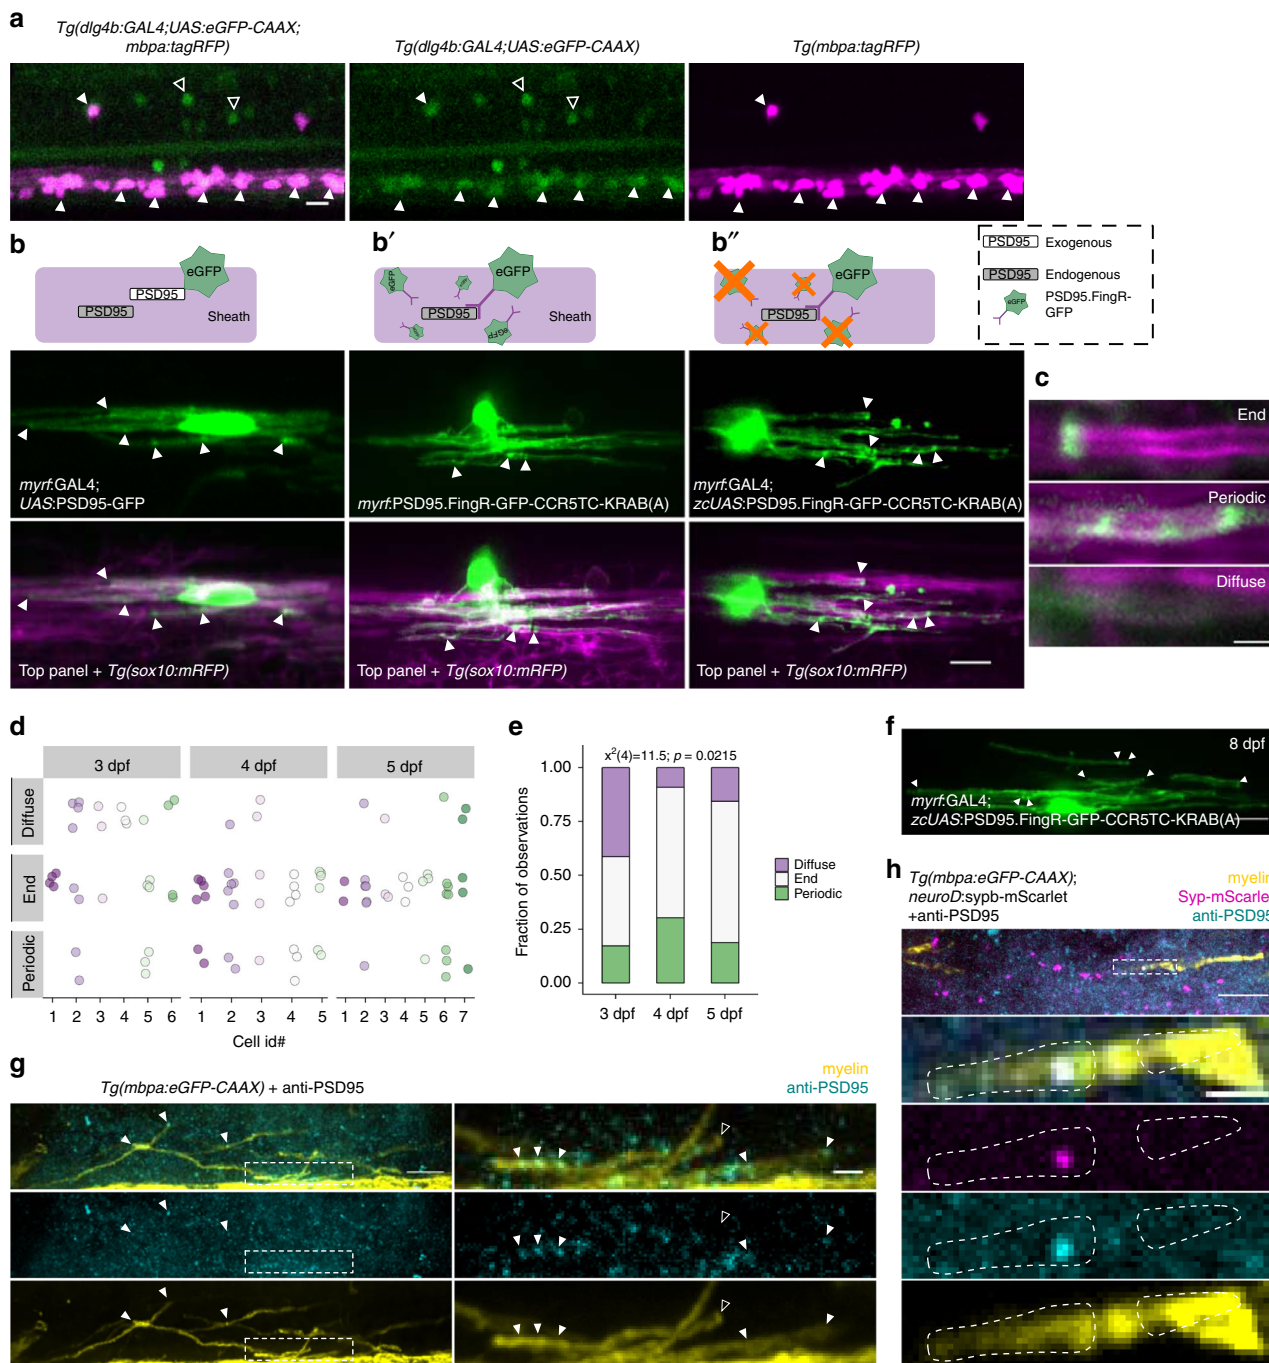 a
Tg(dlg4b:GAL4;UAS:eGFP-CAAX;
mbpa:tagRFP)
Tg(dlg4b:GAL4;UAS:eGFP-CAAX)
Tg(mbpa:tagRFP)
b
eGFP
PSD95
PSD95
Sheath
b′
eGFP
eGFP
PSD95
eGFP
Sheath
b″
eGFP
PSD95
PSD95 Exogenous
PSD95 Endogenous
eGFP
PSD95.FingR-
GFP
myrf:GAL4;
UAS:PSD95-GFP
myrf:PSD95.FingR-GFP-CCR5TC-KRAB(A)
myrf:GAL4;
zcUAS:PSD95.FingR-GFP-CCR5TC-KRAB(A)
Top panel + Tg(sox10:mRFP)
Top panel + Tg(sox10:mRFP)
Top panel + Tg(sox10:mRFP)
c
End
Periodic
Diffuse
d
3 dpf 4 dpf 5 dpf
Diffuse
End
Periodic
1 2 3 4 5 6 1 2 3 4 5 1 2 3 4 5 6 7
Cell id#
e
x²(4)=11.5; p = 0.0215
1.00
0.75
0.50
0.25
0.00
Fraction of observations
3 dpf 4 dpf 5 dpf
Diffuse
End
Periodic
f
8 dpf
myrf:GAL4;
zcUAS:PSD95.FingR-GFP-CCR5TC-KRAB(A)
g
Tg(mbpa:eGFP-CAAX) + anti-PSD95
myelin
anti-PSD95
h
Tg(mbpa:eGFP-CAAX);
neuroD:sypb-mScarlet
+anti-PSD95
myelin
Syp-mScarle
anti-PSD95